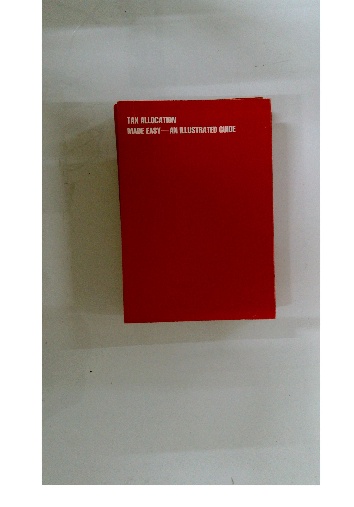 TAX ALLOCATION
MADE EASY—AN ILLUSTRATED GUIDE